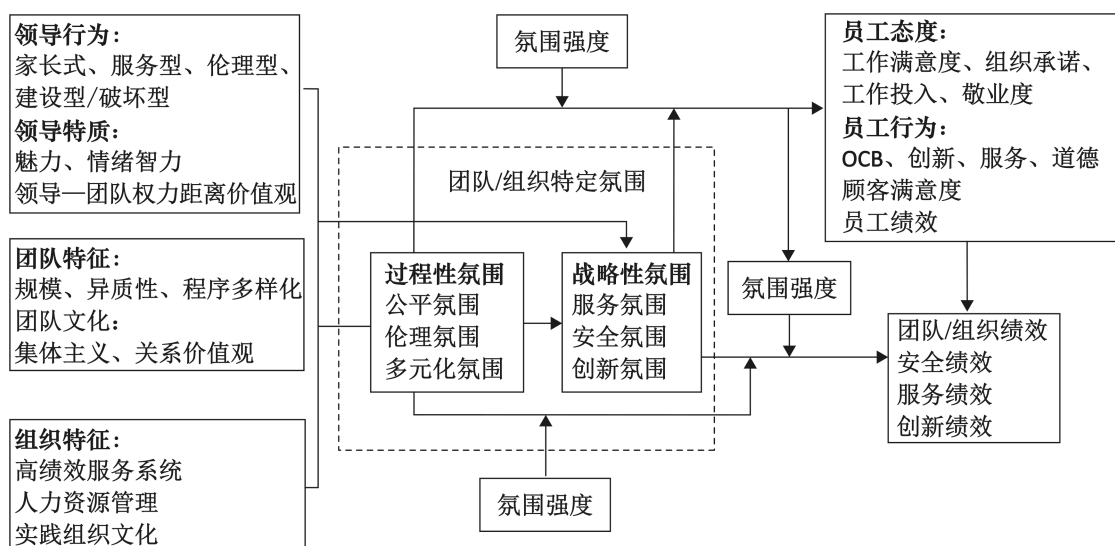 领导行为：
家长式、服务型、伦理型、
建设型/破坏型
领导特质：
魅力、情绪智力
领导—团队权力距离价值观
团队特征：
规模、异质性、程序多样化
团队文化：
集体主义、关系价值观
组织特征：
高绩效服务系统
人力资源管理
实践组织文化
氛围强度
团队/组织特定氛围
过程性氛围
公平氛围
伦理氛围
多元化氛围
战略性氛围
服务氛围
安全氛围
创新氛围
氛围强度
氛围强度
员工态度：
工作满意度、组织承诺、
工作投入、敬业度
员工行为：
OCB、创新、服务、道德
顾客满意度
员工绩效
团队/组织绩效
安全绩效
服务绩效
创新绩效